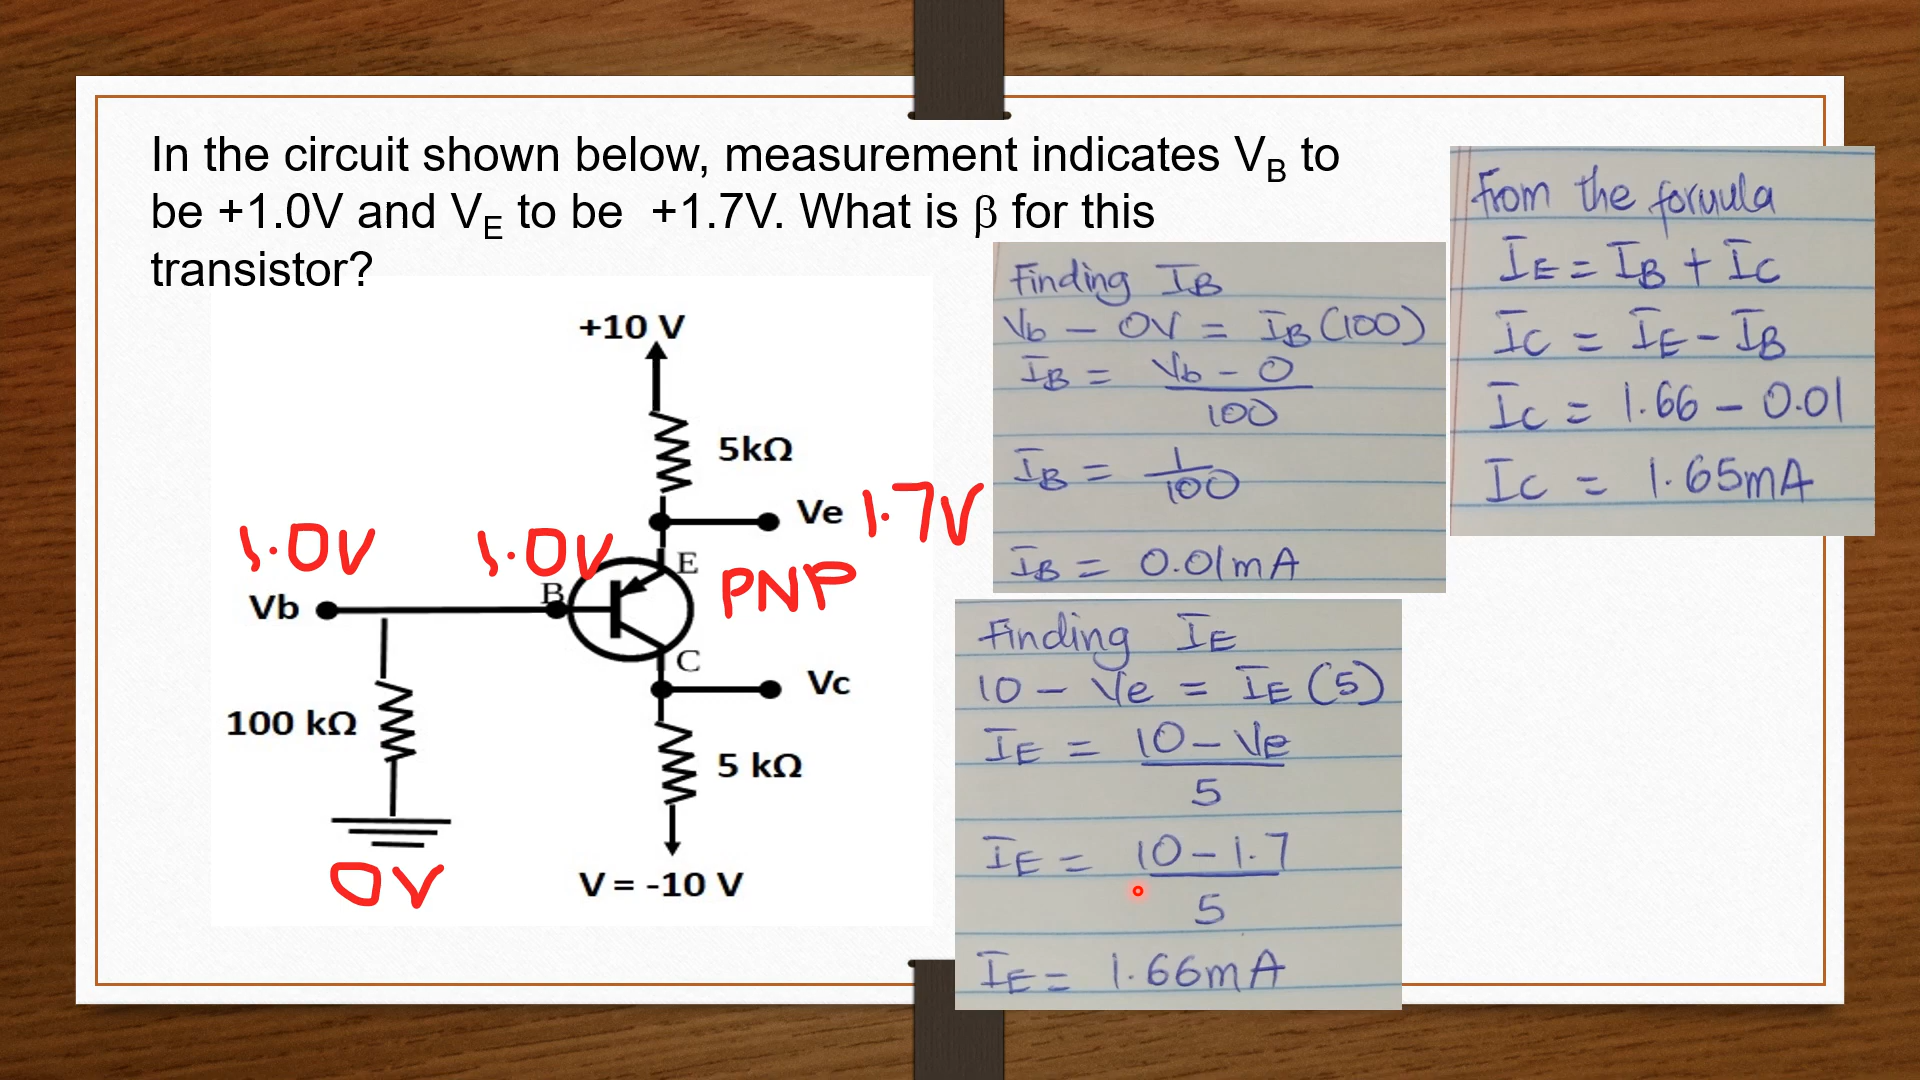 In the circuit shown below, measurement indicates VB to
be +1.0V and VE to be +1.7V. What is β for this
transistor?
+10 V
5kΩ
Ve 1.7V
1.0V
1.0V
E
PNP
B
Vb
C
Vc
100 kΩ
5 kΩ
0V
V = -10 V
Finding IB
Vb - 0V = IB(100)
IB = Vb - 0
100
IB = 1
100
IB = 0.01mA
Finding IE
10 - Ve = IE (5)
IE = 10 - Ve
5
IE = 10 - 1.7
5
IE = 1.66mA
From the formula
IE = IB + IC
IC = IE - IB
IC = 1.66 - 0.01
IC = 1.65mA